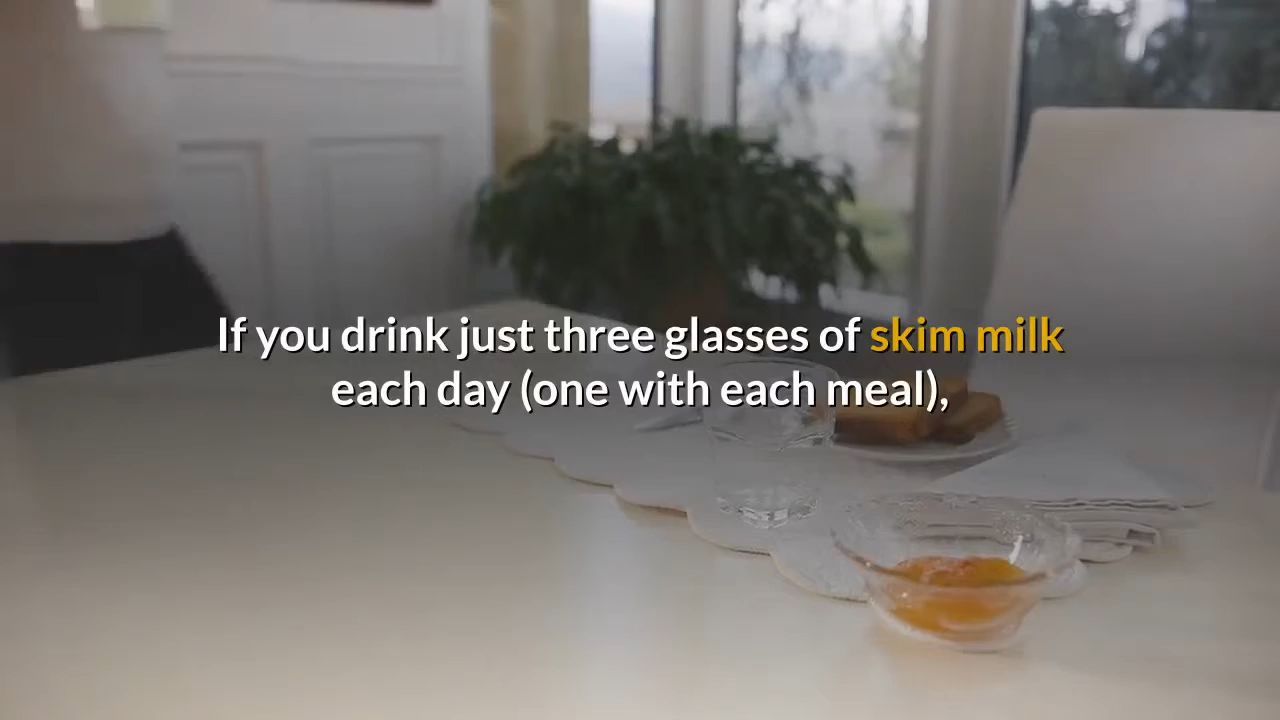 If you drink just three glasses of skim milk
each day (one with each meal),